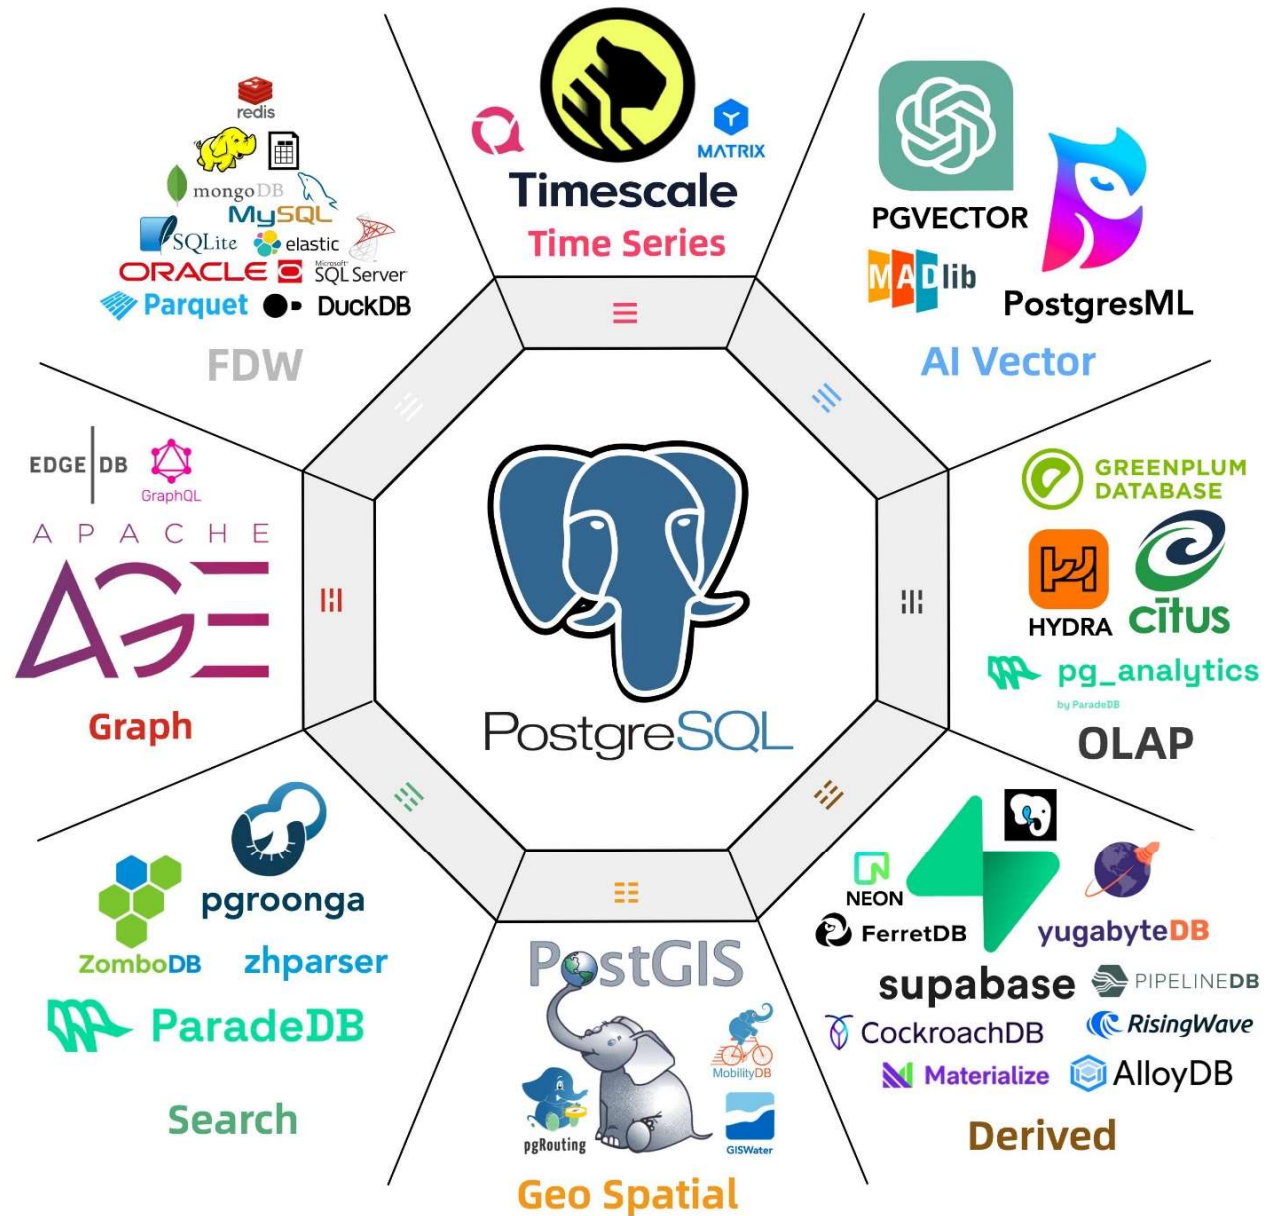 redis
mongoDB
MySQL
SQLite
elastic
ORACLE
Microsoft
SQL Server
Parquet
DuckDB
FDW
MATRIX
Timescale
Time Series
PGVECTOR
MADlib
PostgresML
AI Vector
EDGE DB
GraphQL
APACHE
AGE
Graph
PostgreSQL
GREENPLUM
DATABASE
HYDRA
citus
pg_analytics
by ParadeDB
OLAP
pgroonga
ZomboDB
zhparser
ParadeDB
Search
PostGIS
MobilityDB
pgRouting
GISWater
Geo Spatial
NEON
FerretDB
yugabyteDB
supabase
PIPELINEDB
CockroachDB
RisingWave
Materialize
AlloyDB
Derived